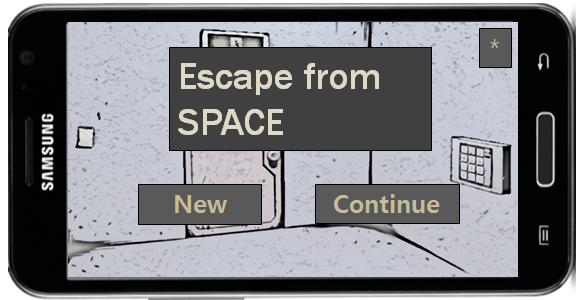 Escape from
SPACE
*
New
Continue
SAMSUNG